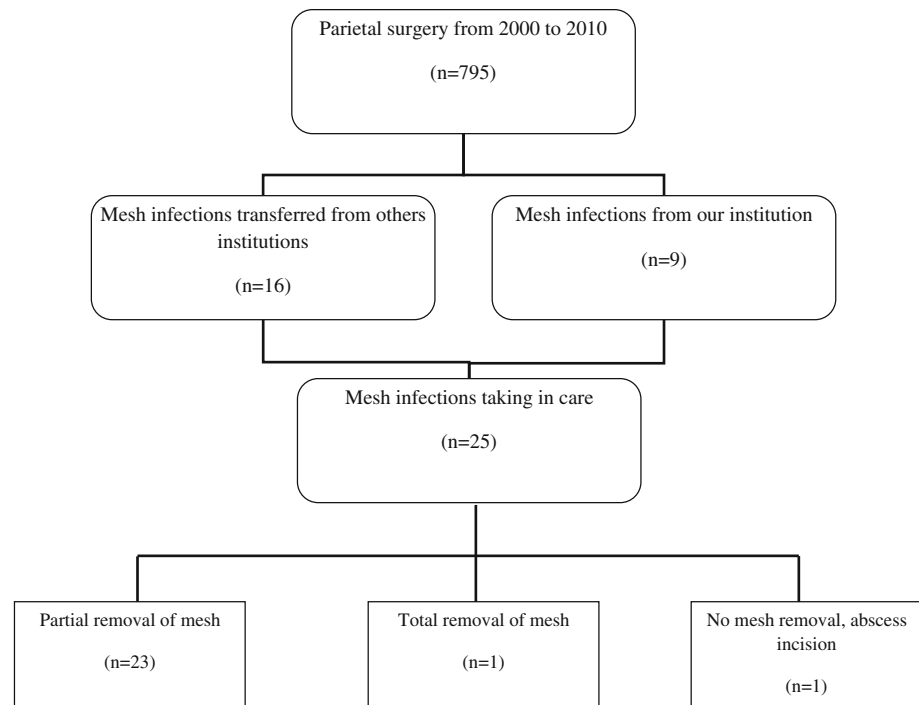 Parietal surgery from 2000 to 2010
(n=795)
Mesh infections transferred from others
institutions
(n=16)
Mesh infections from our institution
(n=9)
Mesh infections taking in care
(n=25)
Partial removal of mesh
(n=23)
Total removal of mesh
(n=1)
No mesh removal, abscess
incision
(n=1)